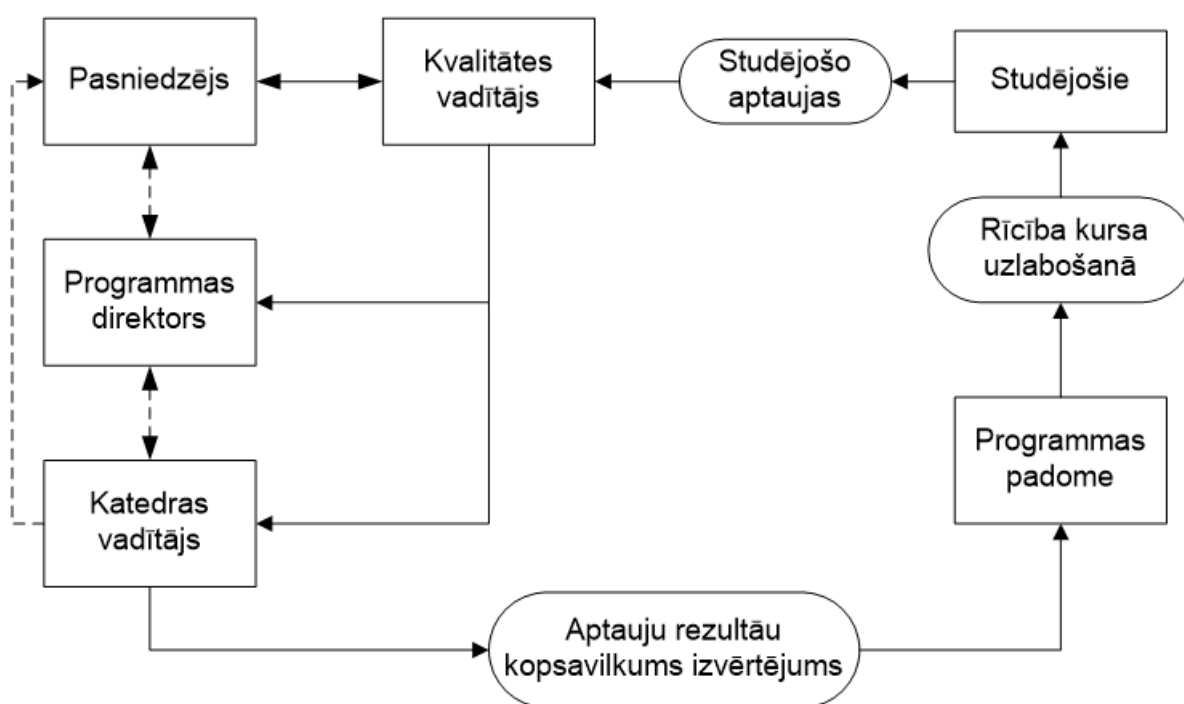 Pasniedzējs
Kvalitātes
vadītājs
Studējošo
aptaujas
Studējošie
Programmas
direktors
Rīcība kursa
uzlabošanā
Katedras
vadītājs
Programmas
padome
Aptauju rezultāu
kopsavilkums izvērtējums